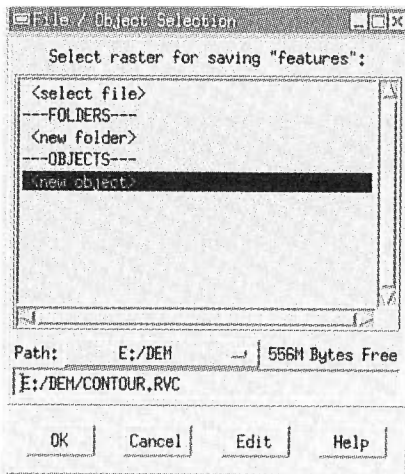 File / Object Selection
Select raster for saving "features":
<select file>
---FOLDERS---
<new folder>
---OBJECTS---
<new object>
Path: E:/DEM 556M Bytes Free
E:/DEM/CONTOUR.RVC
OK Cancel Edit Help